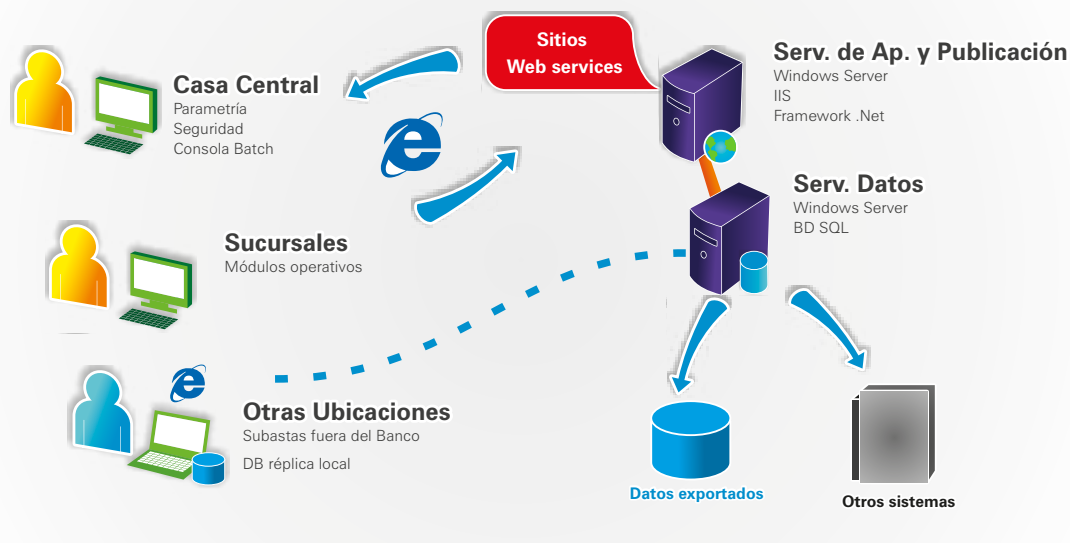 Sitios
Web services
Serv. de Ap. y Publicación
Windows Server
IIS
Framework .Net
Casa Central
Parametría
Seguridad
Consola Batch
Serv. Datos
Windows Server
BD SQL
Sucursales
Módulos operativos
Otras Ubicaciones
Subastas fuera del Banco
DB réplica local
Datos exportados
Otros sistemas